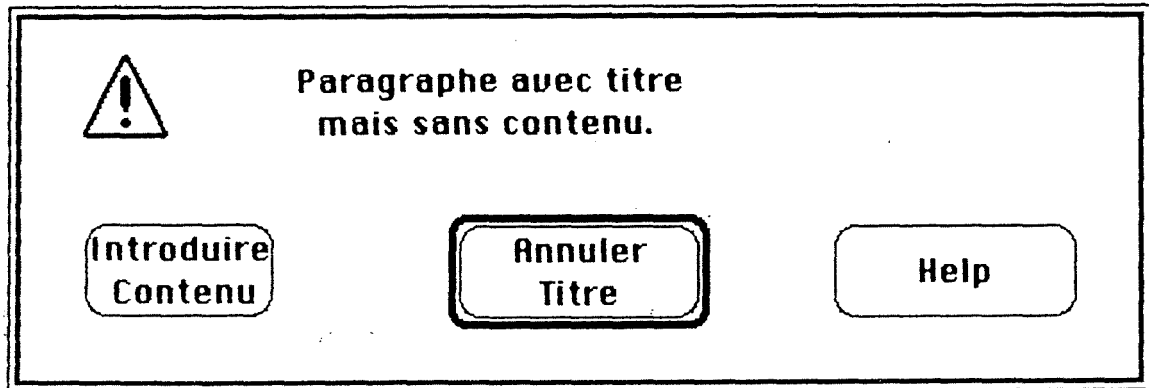 Paragraphe avec titre
mais sans contenu.
Introduire
Contenu
Annuler
Titre
Help